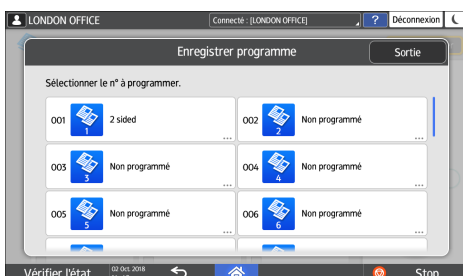 LONDON OFFICE
Connecté : [LONDON OFFICE]
?
Déconnexion
Enregistrer programme
Sortie
Sélectionner le n° à programmer.
001
1
2 sided
002
2
Non programmé
003
3
Non programmé
004
4
Non programmé
005
5
Non programmé
006
6
Non programmé
Vérifier l'état
02 Oct. 2018
Stop